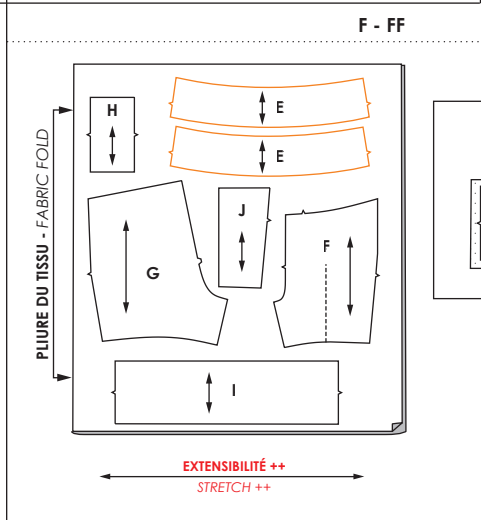 F - FF
H
E
E
J
G
F
I
PLIURE DU TISSU - FABRIC FOLD
EXTENSIBILITÉ ++
STRETCH ++